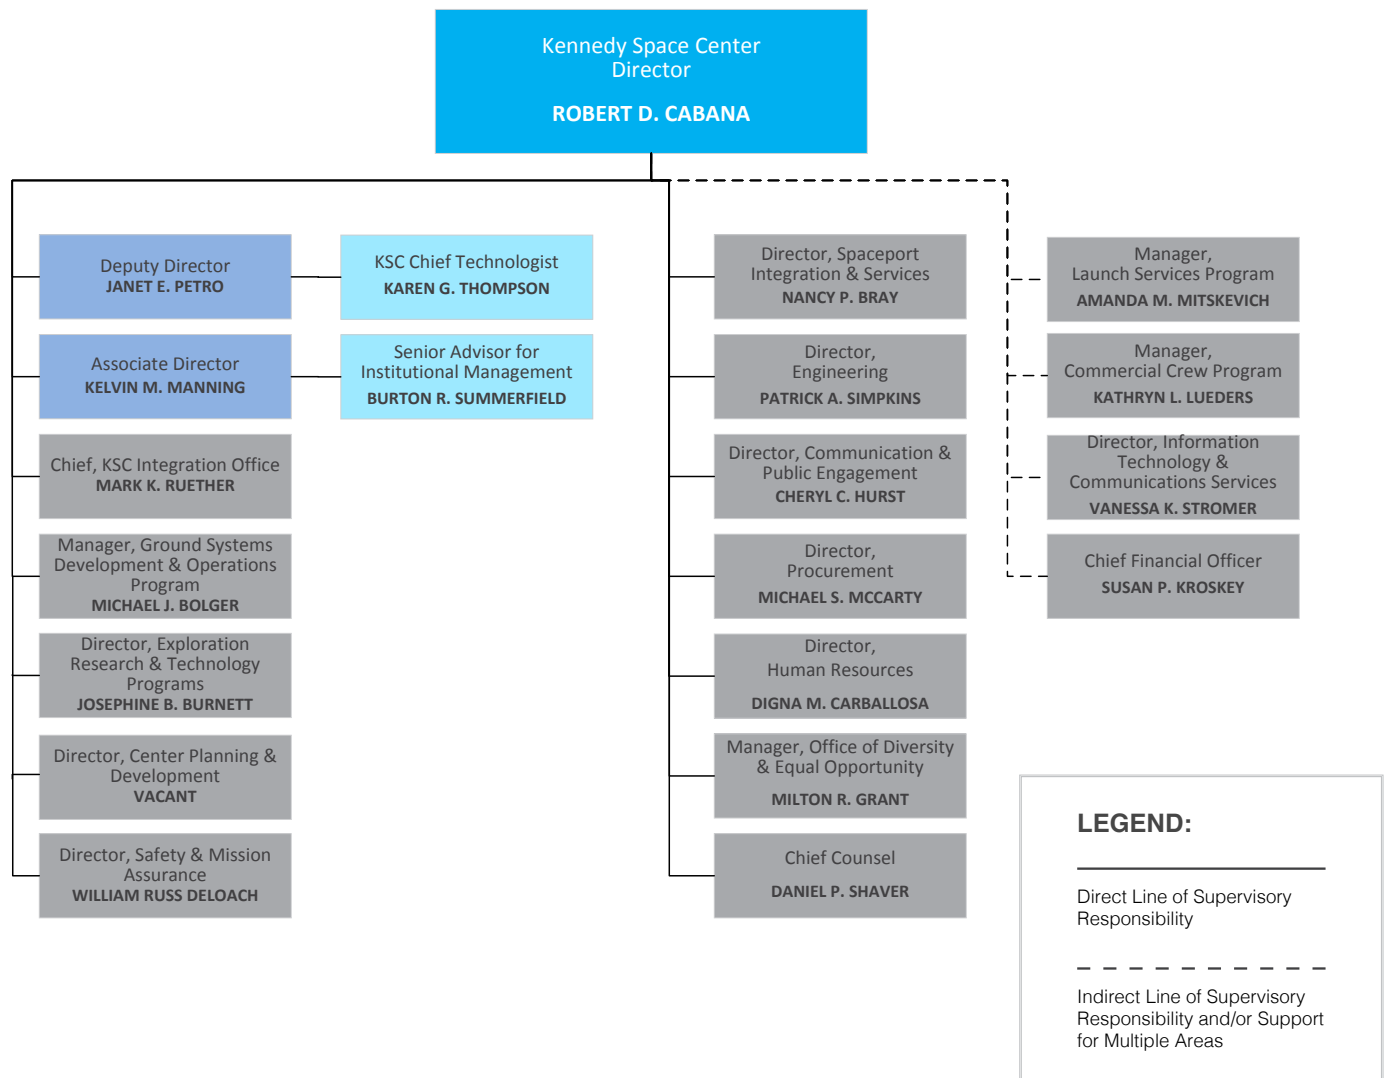 Kennedy Space Center
Director
ROBERT D. CABANA
Deputy Director
JANET E. PETRO
KSC Chief Technologist
KAREN G. THOMPSON
Associate Director
KELVIN M. MANNING
Senior Advisor for
Institutional Management
BURTON R. SUMMERFIELD
Chief, KSC Integration Office
MARK K. RUETHER
Manager, Ground Systems
Development & Operations
Program
MICHAEL J. BOLGER
Director, Exploration
Research & Technology
Programs
JOSEPHINE B. BURNETT
Director, Center Planning &
Development
VACANT
Director, Safety & Mission
Assurance
WILLIAM RUSS DELOACH
Director, Spaceport
Integration & Services
NANCY P. BRAY
Director,
Engineering
PATRICK A. SIMPKINS
Director, Communication &
Public Engagement
CHERYL C. HURST
Director,
Procurement
MICHAEL S. MCCARTY
Director,
Human Resources
DIGNA M. CARBALLOSA
Manager, Office of Diversity
& Equal Opportunity
MILTON R. GRANT
Chief Counsel
DANIEL P. SHAVER
Manager,
Launch Services Program
AMANDA M. MITSKEVICH
Manager,
Commercial Crew Program
KATHRYN L. LUEDERS
Director, Information
Technology &
Communications Services
VANESSA K. STROMER
Chief Financial Officer
SUSAN P. KROSKEY
LEGEND:
Direct Line of Supervisory
Responsibility
Indirect Line of Supervisory
Responsibility and/or Support
for Multiple Areas